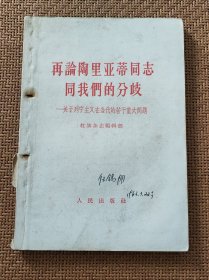 再論陶里亚蒂同志
同我們的分歧
——关于列宁主义在当代的若干重大問題
紅旗杂志編輯部
人民出版社